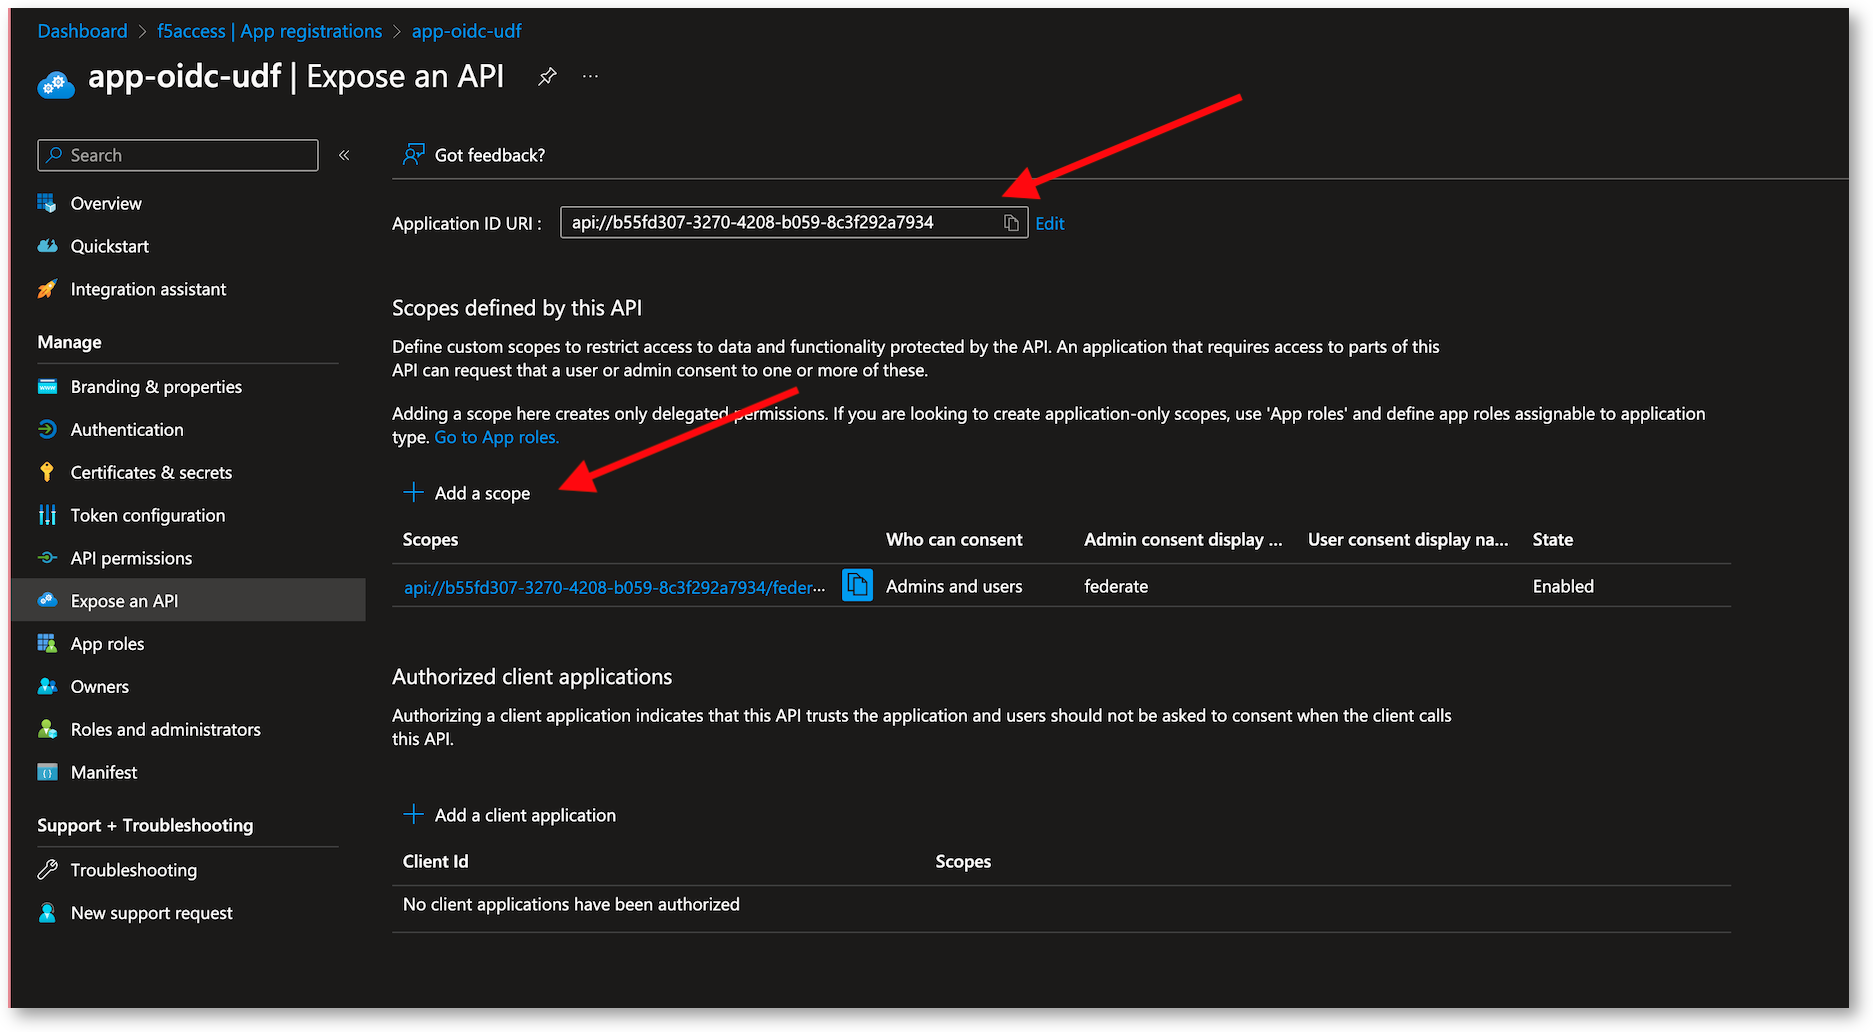 Dashboard > f5access | App registrations > app-oidc-udf
app-oidc-udf | Expose an API
Search
«
Overview
Quickstart
Integration assistant
Manage
Branding & properties
Authentication
Certificates & secrets
Token configuration
API permissions
Expose an API
App roles
Owners
Roles and administrators
Manifest
Support + Troubleshooting
Troubleshooting
New support request
Got feedback?
Application ID URI : api://b55fd307-3270-4208-b059-8c3f292a7934 Edit
Scopes defined by this API
Define custom scopes to restrict access to data and functionality protected by the API. An application that requires access to parts of this
API can request that a user or admin consent to one or more of these.
Adding a scope here creates only delegated permissions. If you are looking to create application-only scopes, use 'App roles' and define app roles assignable to application
type. Go to App roles.
Add a scope
Scopes Who can consent Admin consent display ... User consent display na... State
api://b55fd307-3270-4208-b059-8c3f292a7934/feder... Admins and users federate Enabled
Authorized client applications
Authorizing a client application indicates that this API trusts the application and users should not be asked to consent when the client calls
this API.
Add a client application
Client Id Scopes
No client applications have been authorized